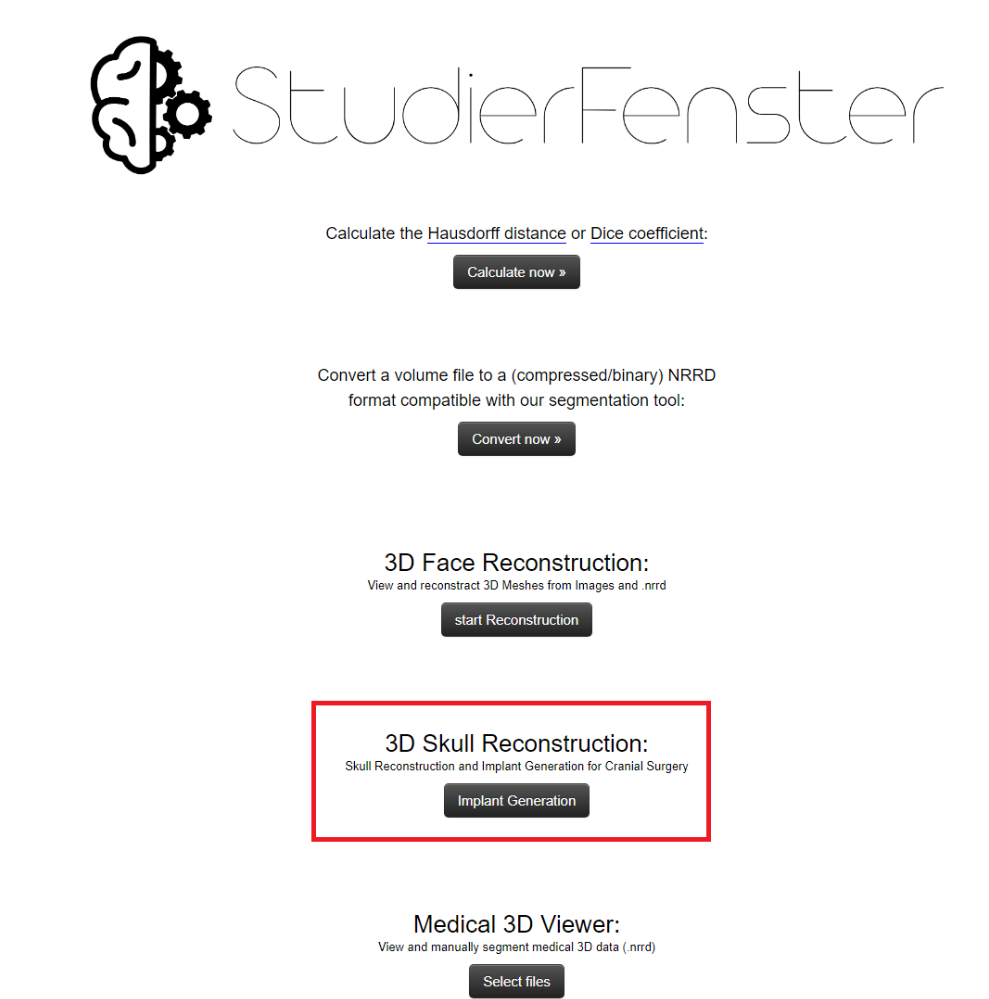 StudierFenster
Calculate the Hausdorff distance or Dice coefficient:
Calculate now »
Convert a volume file to a (compressed/binary) NRRD
format compatible with our segmentation tool:
Convert now »
3D Face Reconstruction:
View and reconstract 3D Meshes from Images and .nrrd
start Reconstruction
3D Skull Reconstruction:
Skull Reconstruction and Implant Generation for Cranial Surgery
Implant Generation
Medical 3D Viewer:
View and manually segment medical 3D data (.nrrd)
Select files